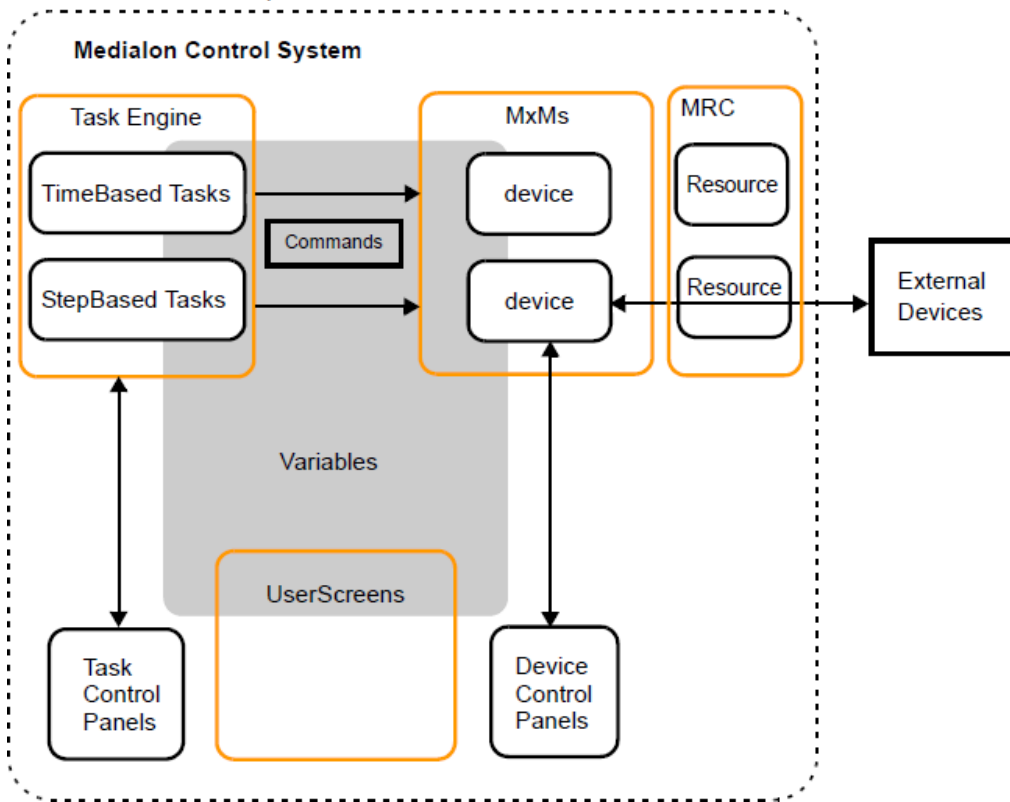 Medialon Control System
Task Engine
TimeBased Tasks
StepBased Tasks
Commands
MxMs
device
device
MRC
Resource
Resource
External
Devices
Variables
UserScreens
Task
Control
Panels
Device
Control
Panels